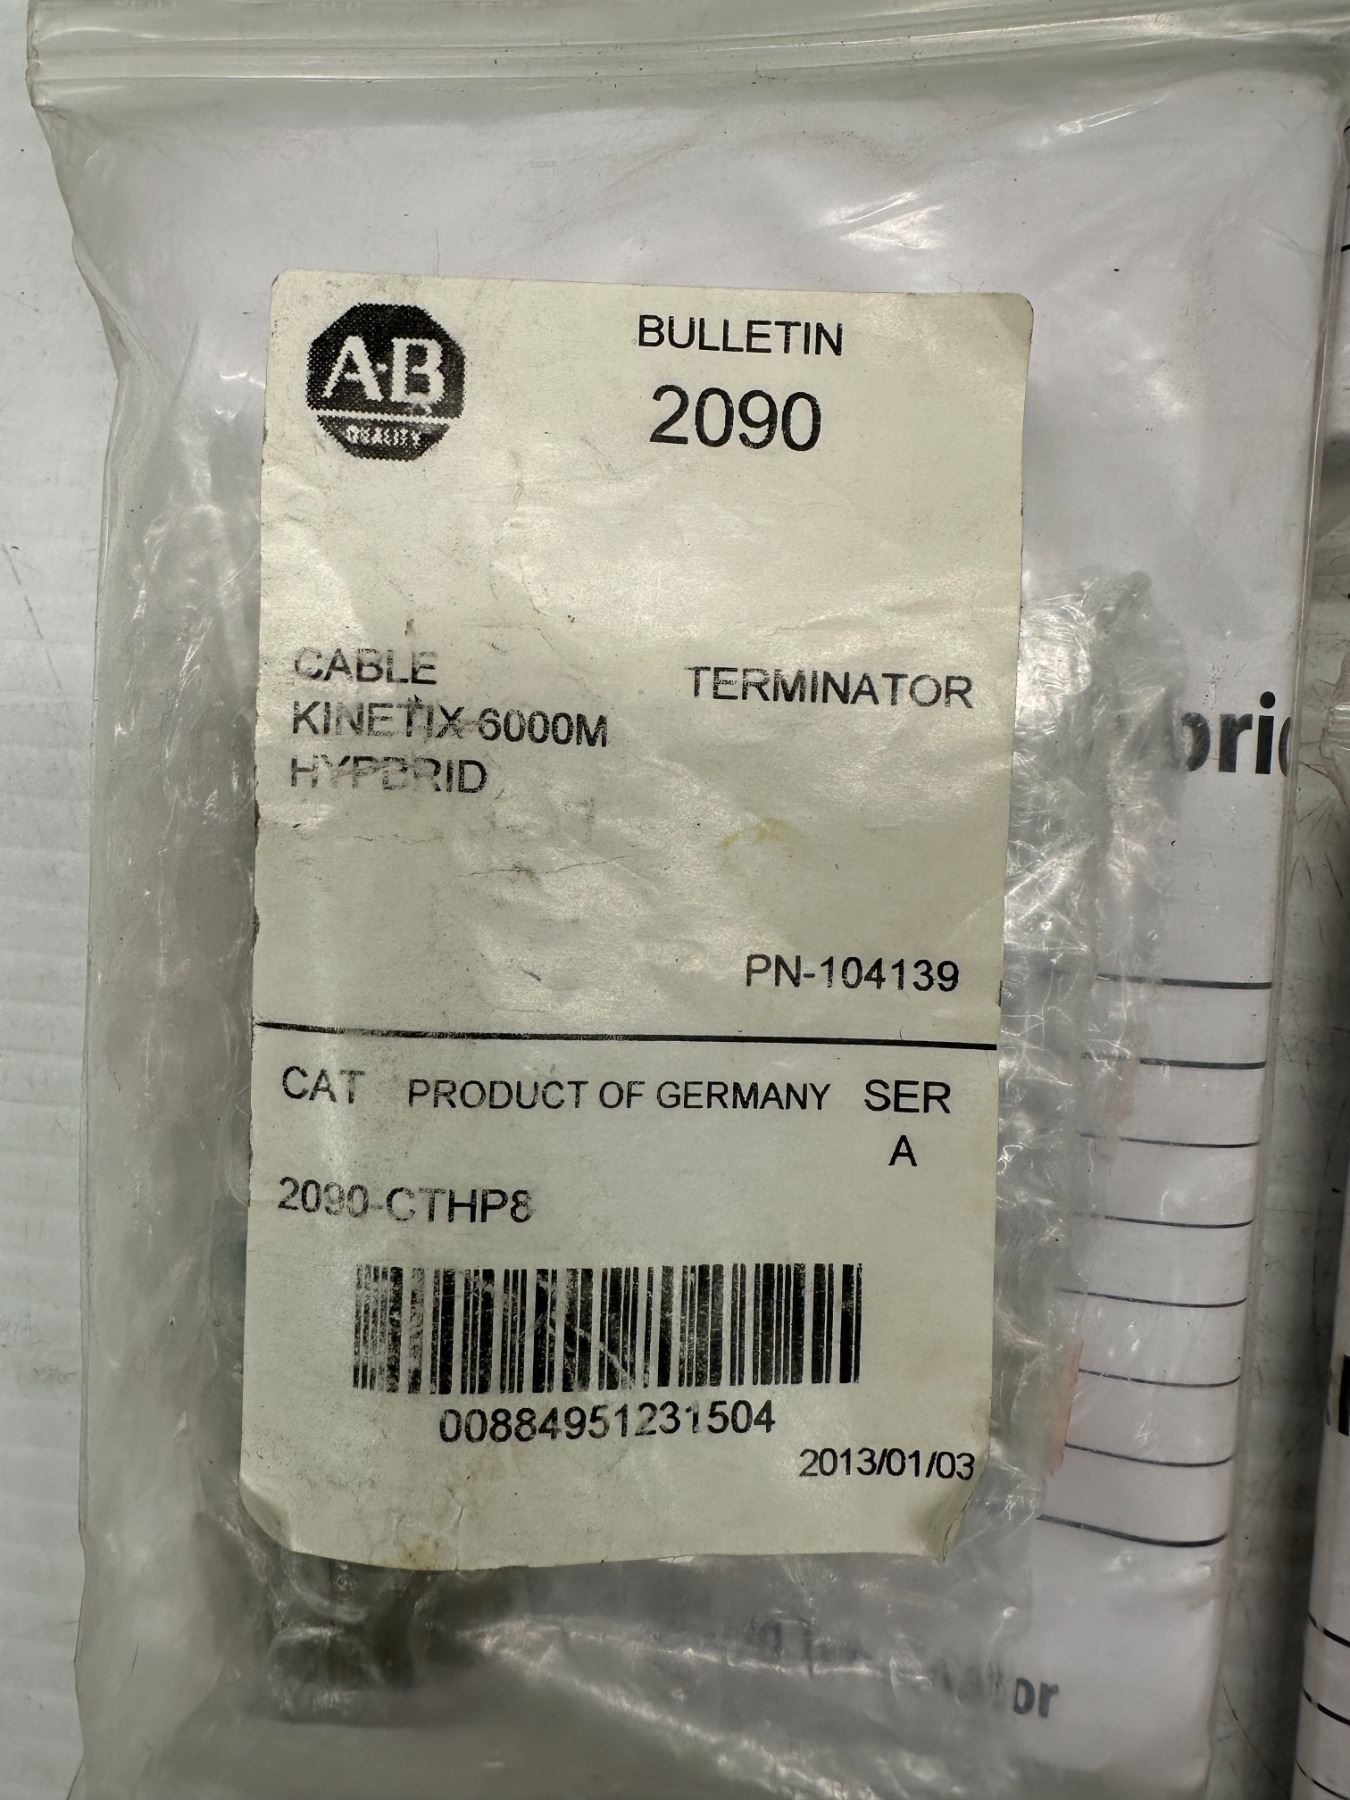 A-B
QUALITY
BULLETIN
2090
CABLE
TERMINATOR
KINETIX 6000M
HYPBRID
PN-104139
CAT PRODUCT OF GERMANY SER
A
2090-CTHP8
00884951231504
2013/01/03